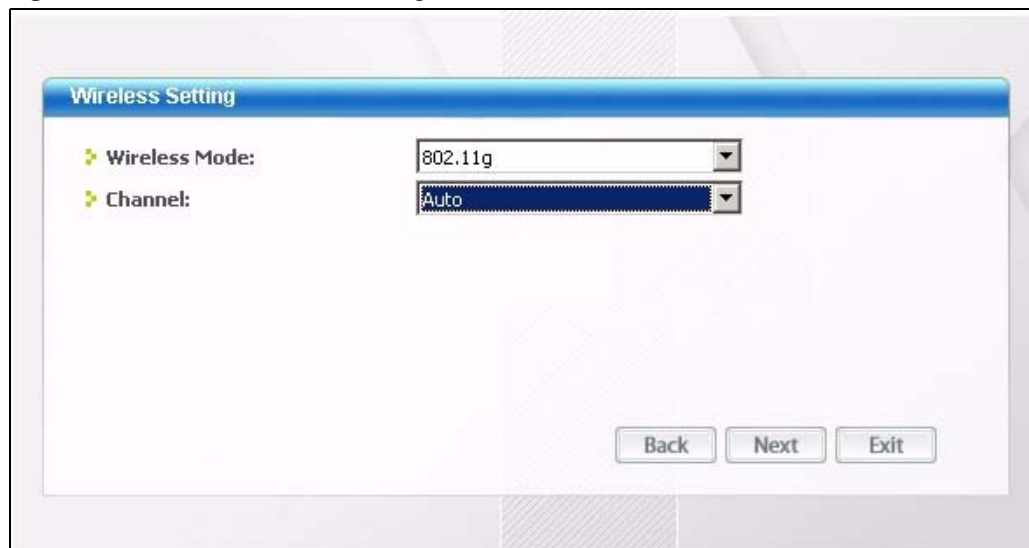 Wireless Setting
Wireless Mode: 802.11g
Channel: Auto
Back Next Exit